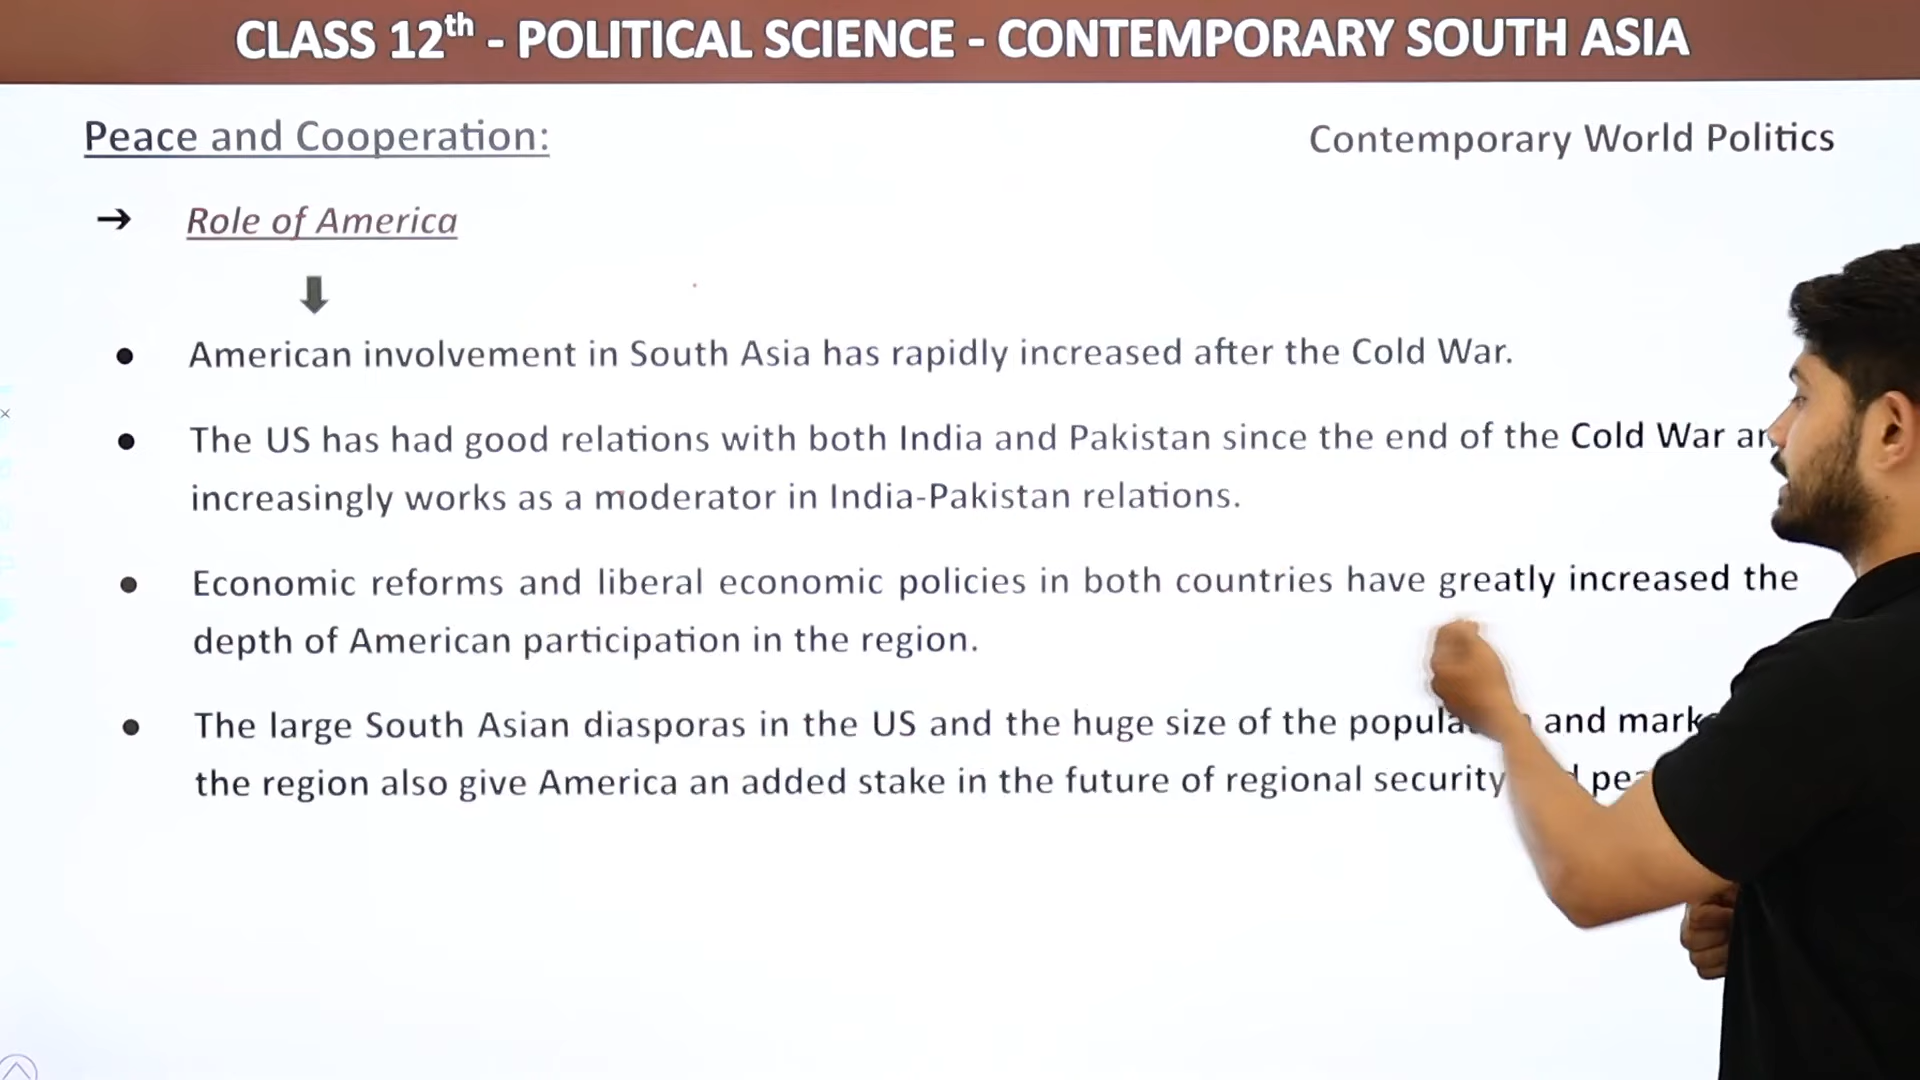 CLASS 12th - POLITICAL SCIENCE - CONTEMPORARY SOUTH ASIA
Peace and Cooperation:
Contemporary World Politics
➔ Role of America
● American involvement in South Asia has rapidly increased after the Cold War.
● The US has had good relations with both India and Pakistan since the end of the Cold War
increasingly works as a moderator in India-Pakistan relations.
● Economic reforms and liberal economic policies in both countries have greatly increased the
depth of American participation in the region.
● The large South Asian diasporas in the US and the huge size of the and
the region also give America an added stake in the future of regional security